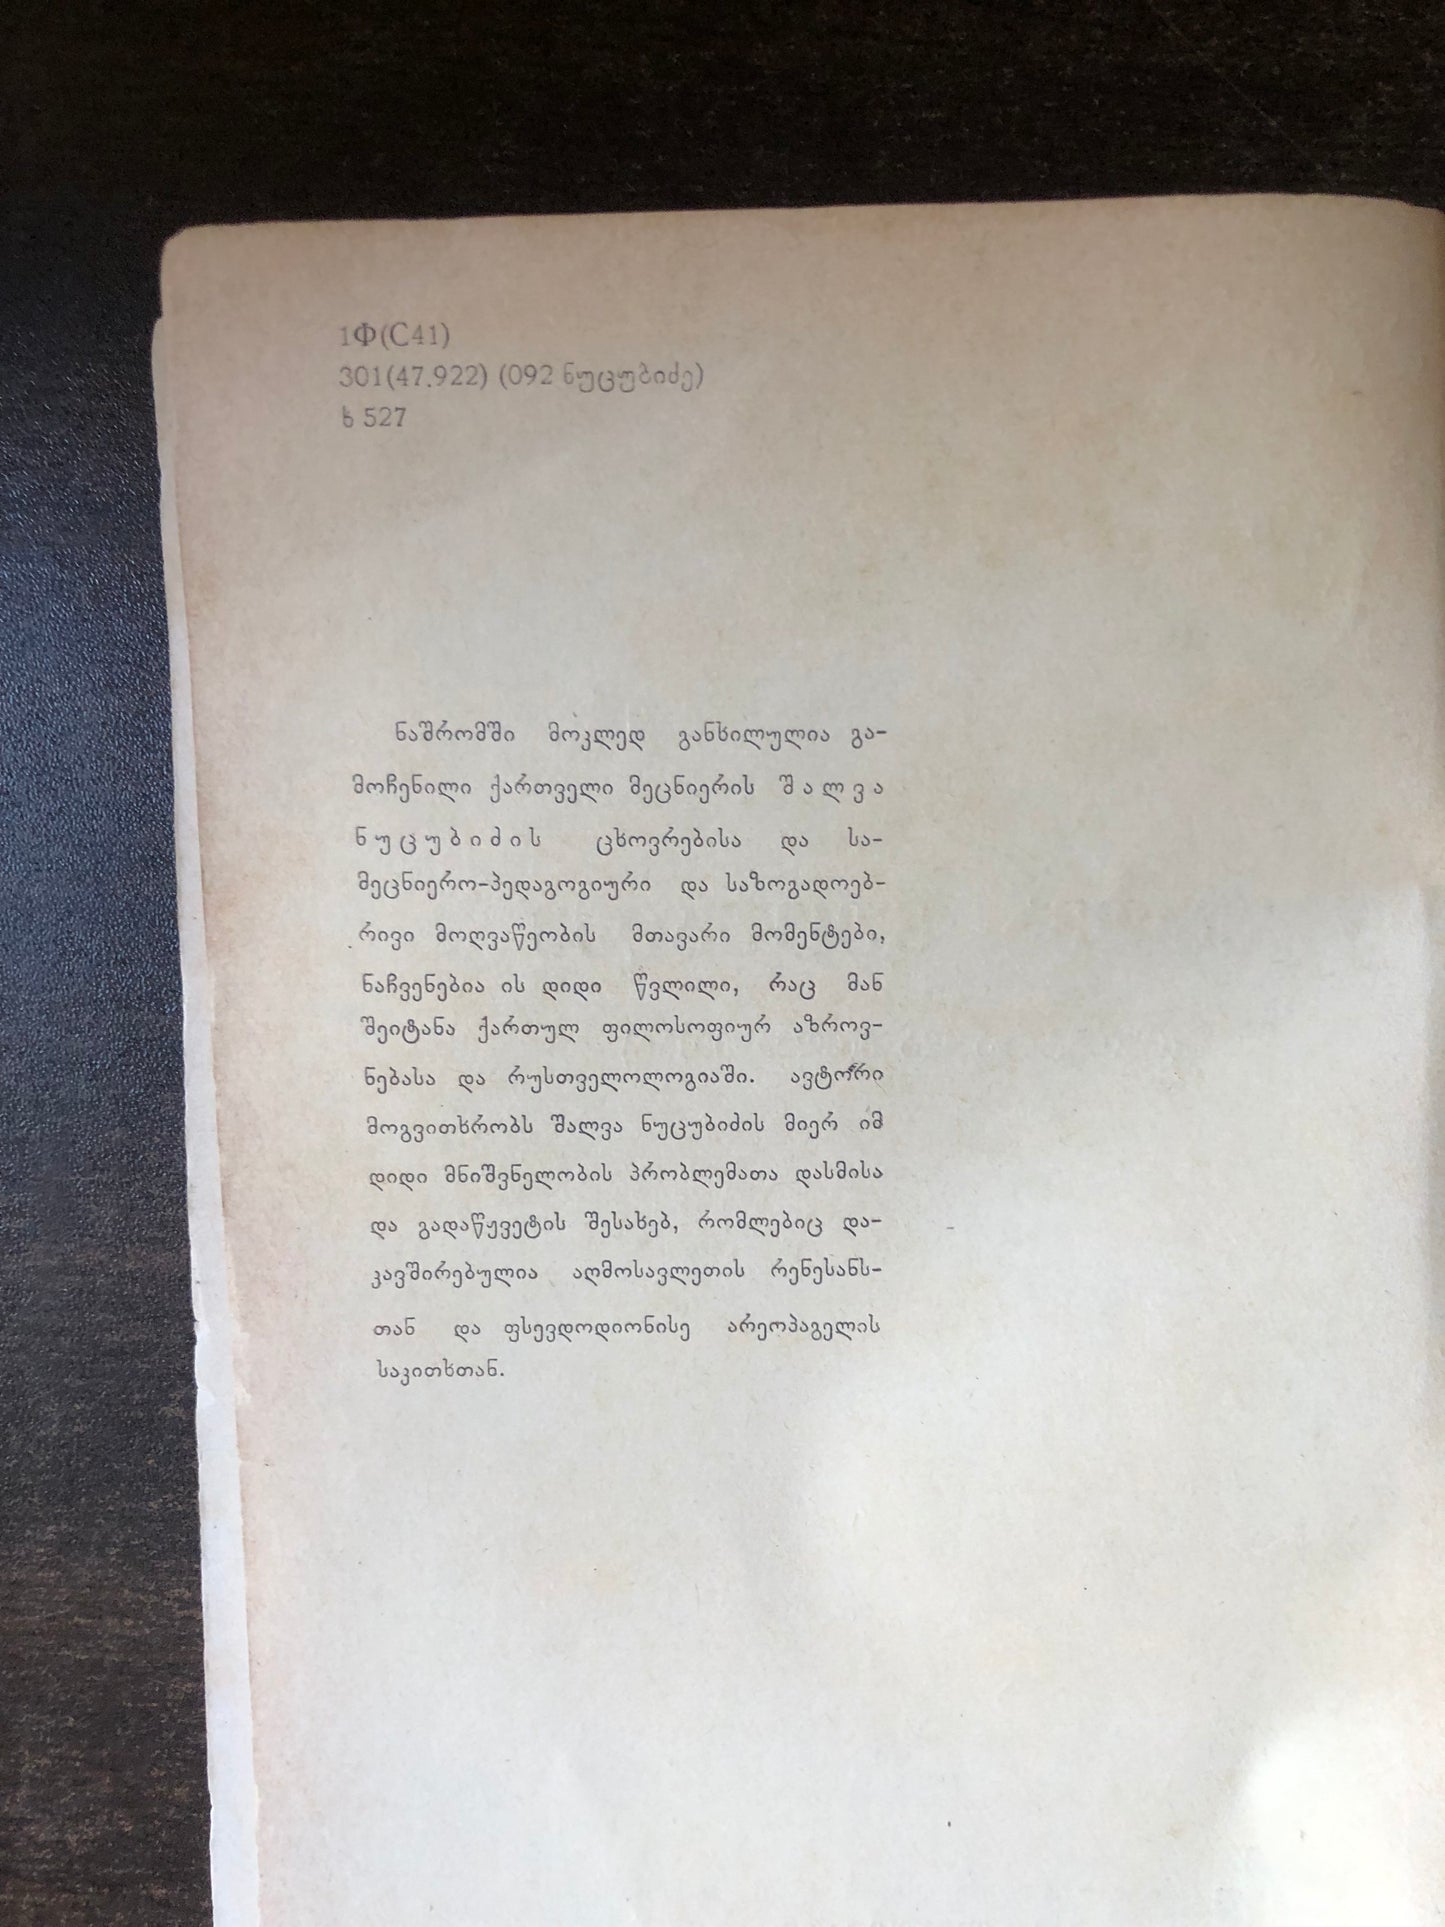 1Ф(С41)
301(47.922) (092 ნუცუბიძე)
ხ 527
ნაშრომში მოკლედ განხილულია გა-
მოჩენილი ქართველი მეცნიერის შ ა ლ ვ ა
ნ უ ც უ ბ ი ძ ი ს ცხოვრებისა და სა-
მეცნიერო-პედაგოგიური და საზოგადოებ-
რივი მოღვაწეობის მთავარი მომენტები,
ნაჩვენებია ის დიდი წვლილი, რაც მან
შეიტანა ქართულ ფილოსოფიურ აზროვ-
ნებასა და რუსთველოლოგიაში. ავტორი
მოგვითხრობს შალვა ნუცუბიძის მიერ იმ
დიდი მნიშვნელობის პრობლემათა დასმისა
და გადაწყვეტის შესახებ, რომლებიც და-
კავშირებულია აღმოსავლეთის რენესანს-
თან და ფსევდოდიონისე არეოპაგელის
საკითხთან.